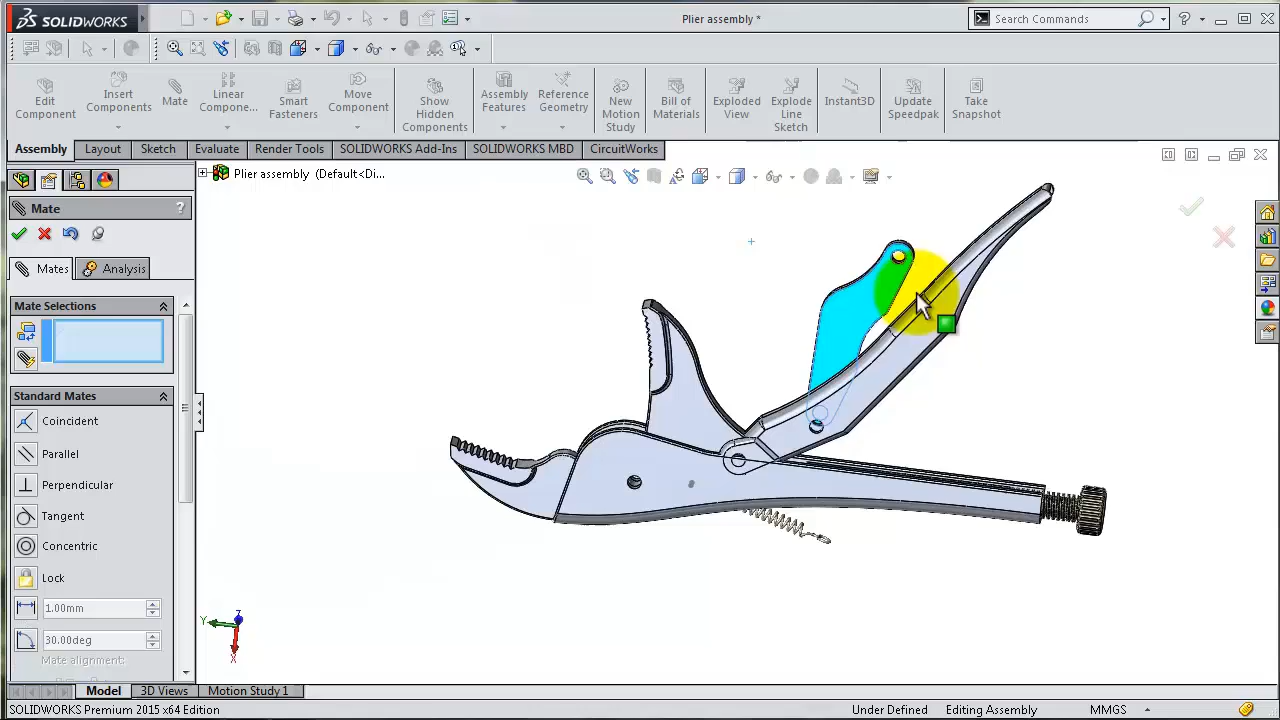 SOLIDWORKS
Plier assembly *
Search Commands
?
Edit Component
Insert Components
Mate
Linear Compone...
Smart Fasteners
Move Component
Show Hidden Components
Assembly Features
Reference Geometry
New Motion Study
Bill of Materials
Exploded View
Explode Line Sketch
Instant3D
Update Speedpak
Take Snapshot
Assembly
Layout
Sketch
Evaluate
Render Tools
SOLIDWORKS Add-Ins
SOLIDWORKS MBD
CircuitWorks
Plier assembly (Default<Di...
Mate
?
Mates
Analysis
Mate Selections
Standard Mates
Coincident
Parallel
Perpendicular
Tangent
Concentric
Lock
1.00mm
30.00deg
Mate alignment:
Z
Y
X
Model
3D Views
Motion Study 1
SOLIDWORKS Premium 2015 x64 Edition
Under Defined
Editing Assembly
MMGS